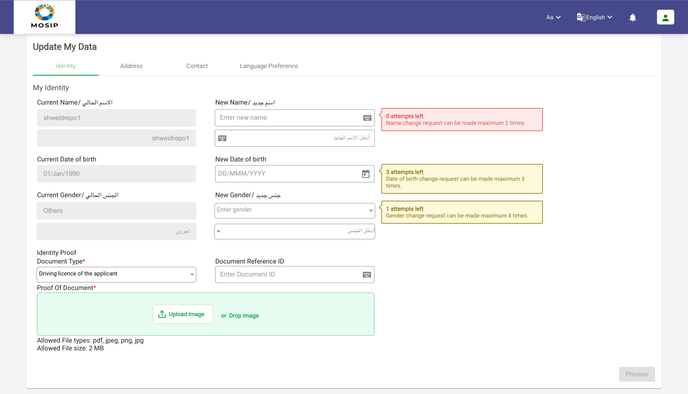 MOSIP
Aa
English
Update My Data
Identity
Address
Contact
Language Preference
My Identity
Current Name/ الاسم الحالي
New Name/ اسم جديد
shweidrepo1
Enter new name
0 attempts left
Name change request can be made maximum 2 times.
shweidrepo1
أدخل الاسم الجديد
Current Date of birth
New Date of birth
01/Jan/1990
DD/MMM/YYYY
3 attempts left
Date of birth change request can be made maximum 3
times.
Current Gender/ الجنس الحالي
New Gender/ جنس جديد
Others
Enter gender
1 attempts left
Gender change request can be made maximum 4 times.
آخرون
أدخل الجنس
Identity Proof
Document Type*
Document Reference ID
Driving licence of the applicant
Enter Document ID
Proof Of Document*
Upload Image
or Drop Image
Allowed File types: pdf, jpeg, png, jpg
Allowed File size: 2 MB
Preview